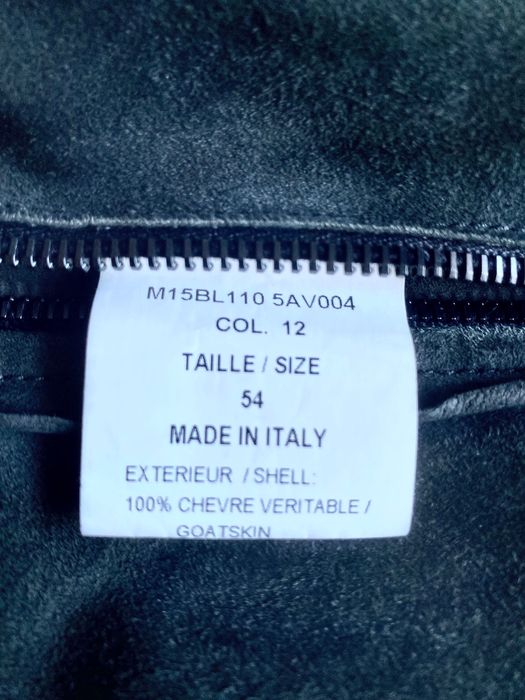 M15BL110 5AV004
COL. 12
TAILLE / SIZE
54
MADE IN ITALY
EXTERIEUR / SHELL:
100% CHEVRE VERITABLE /
GOATSKIN